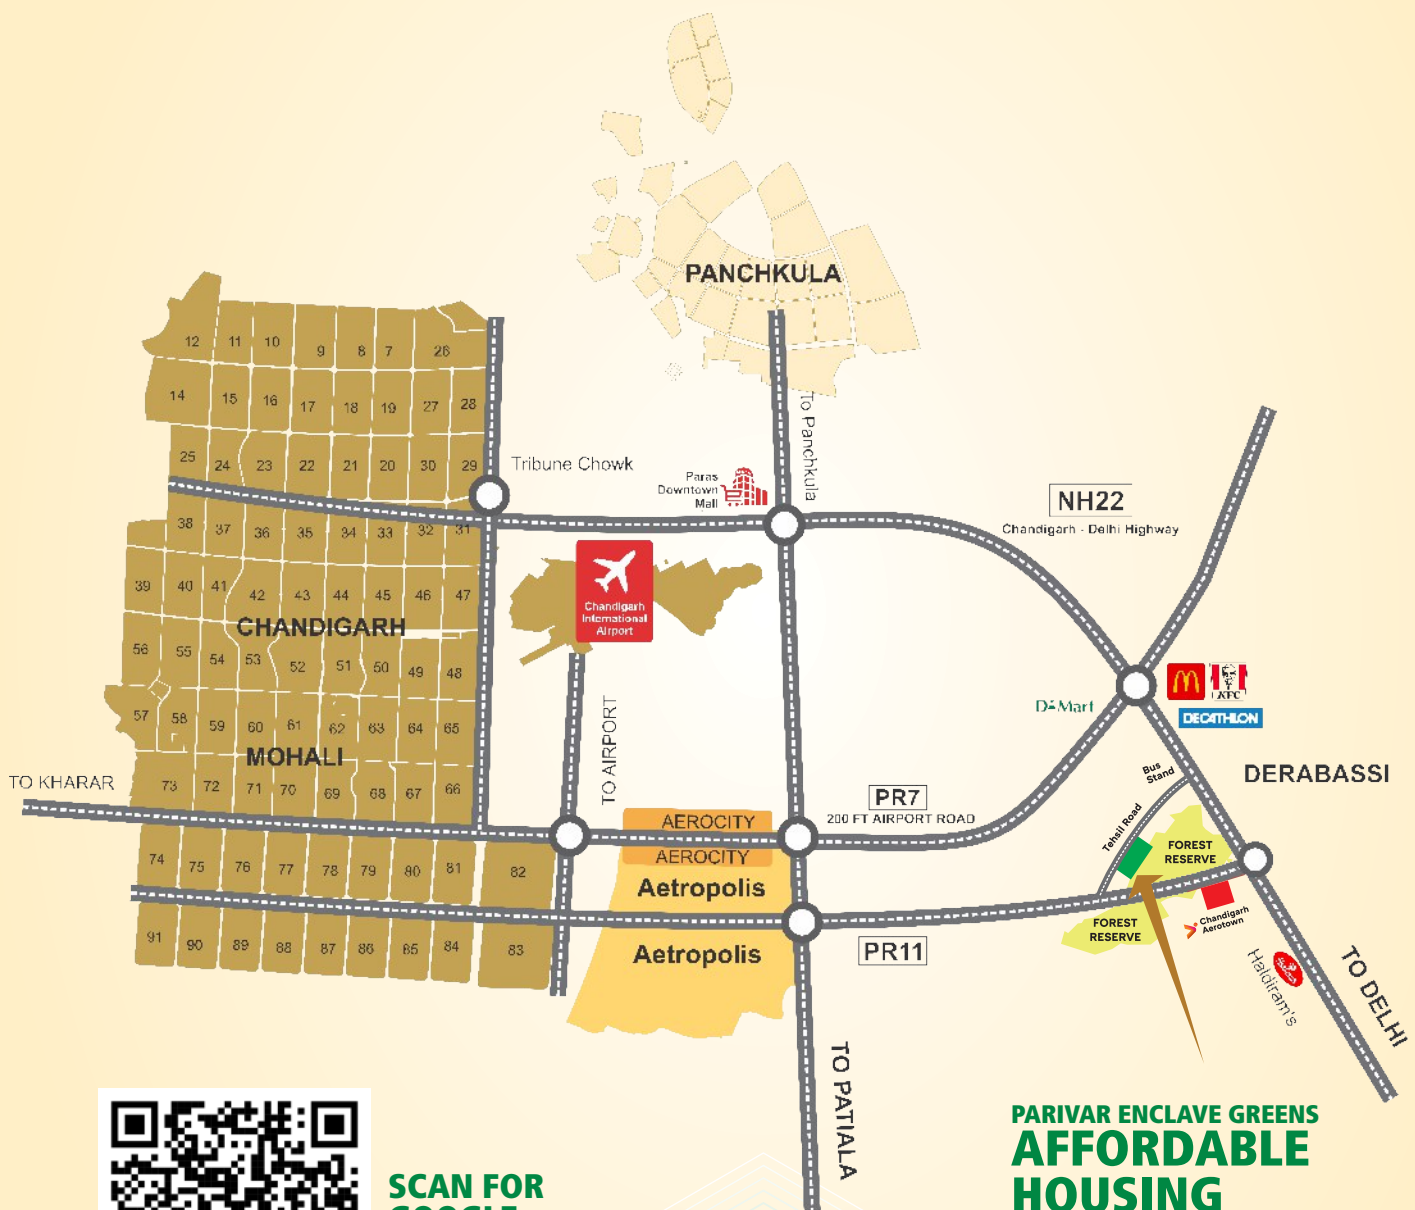 PANCHKULA
12 11 10 9 8 7 26
14 15 16 17 18 19 27 28
25 24 23 22 21 20 30 29
Tribune Chowk
To Panchkula
Paras
Downtown
Mall
NH22
Chandigarh - Delhi Highway
38 37 36 35 34 33 32 31
39 40 41 42 43 44 45 46 47
Chandigarh
International
Airport
CHANDIGARH
56 55 54 53 52 51 50 49 48
57 58 59 60 61 62 63 64 65
MOHALI
TO KHARAR
73 72 71 70 69 68 67 66
TO AIRPORT
D-Mart
KFC
DECATHLON
DERABASSI
Bus
Stand
Tehsil Road
PR7
200 FT AIRPORT ROAD
AEROCITY
AEROCITY
Aetropolis
FOREST
RESERVE
74 75 76 77 78 79 80 81 82
91 90 89 88 87 86 85 84 83
Aetropolis
PR11
FOREST
RESERVE
Chandigarh
Aerotown
Haldiram's
TO DELHI
TO PATIALA
SCAN FOR
GOOGLE
PARIVAR ENCLAVE GREENS
AFFORDABLE
HOUSING